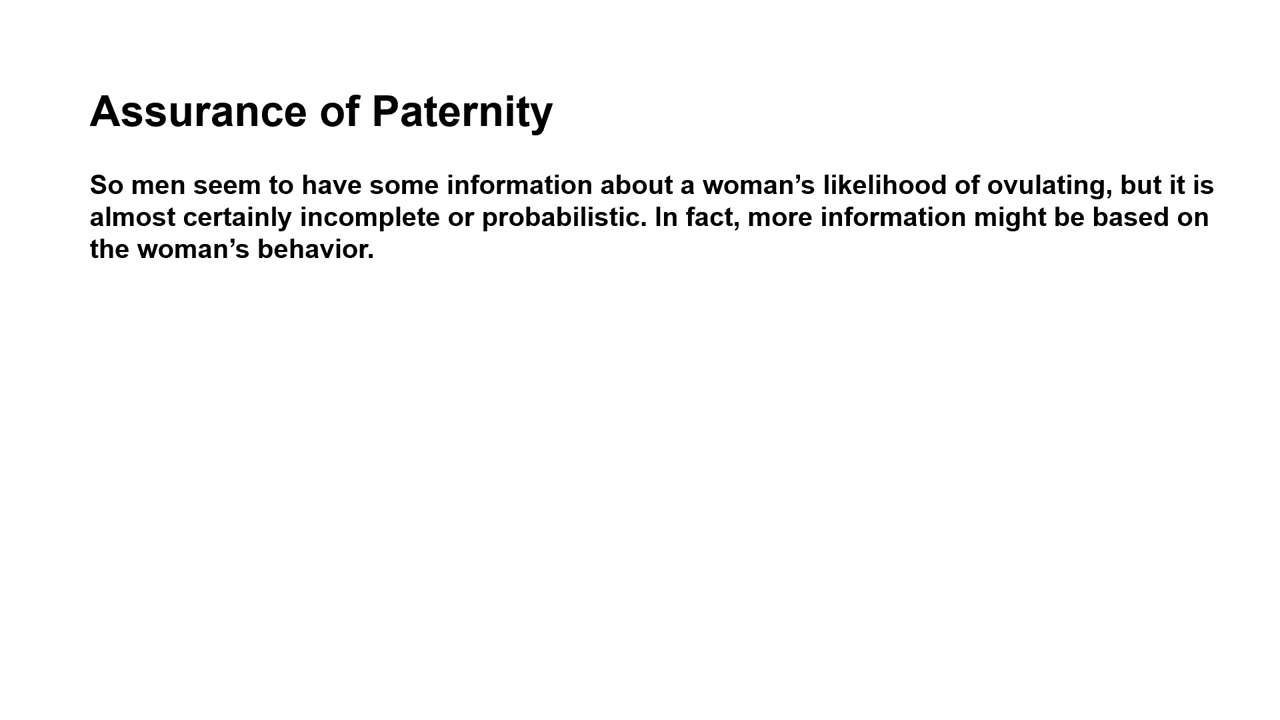 Assurance of Paternity
So men seem to have some information about a woman’s likelihood of ovulating, but it is
almost certainly incomplete or probabilistic. In fact, more information might be based on
the woman’s behavior.